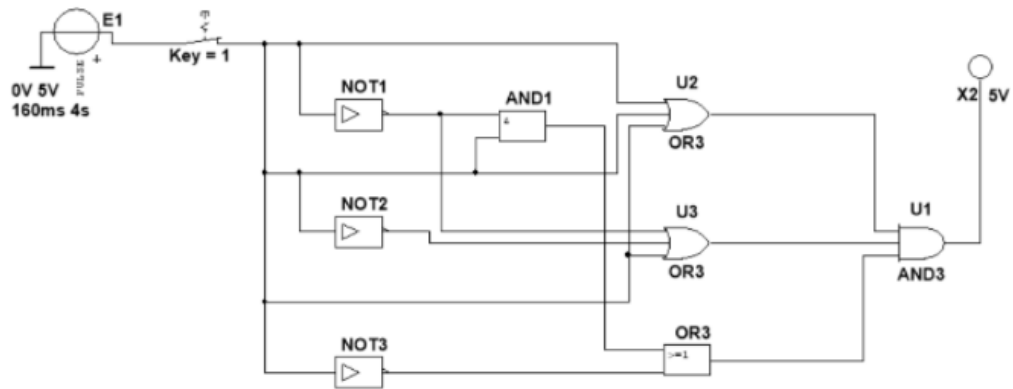 E1
PULSE
+
Key = 1
0V 5V
160ms 4s
NOT1
AND1
&
U2
OR3
X2 5V
NOT2
U3
OR3
U1
AND3
NOT3
OR3
>=1